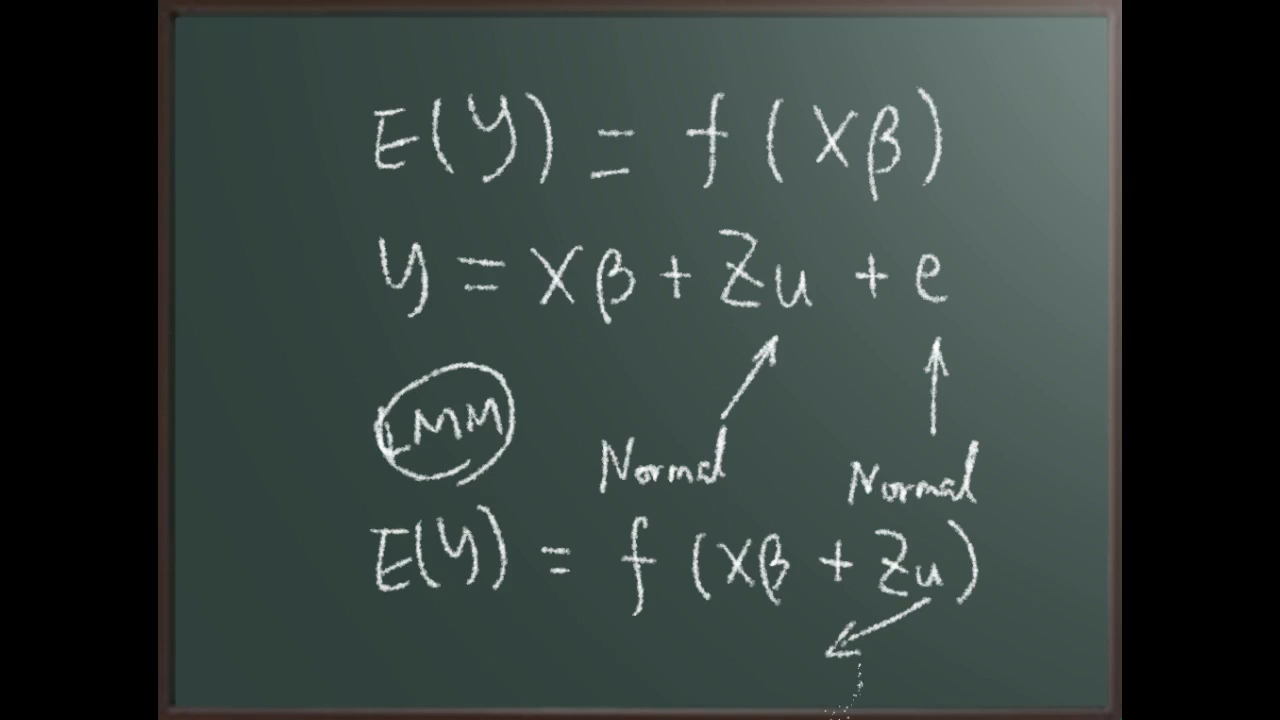 E(y) = f(Xβ)
y = Xβ + Zu + e
LMM
Normal Normal
E(y) = f(Xβ + Zu)